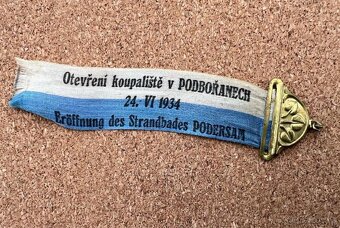 Otevření koupaliště v PODBOŘANECH
24. VI 1934
Eröffnung des Strandbades PODERSAM